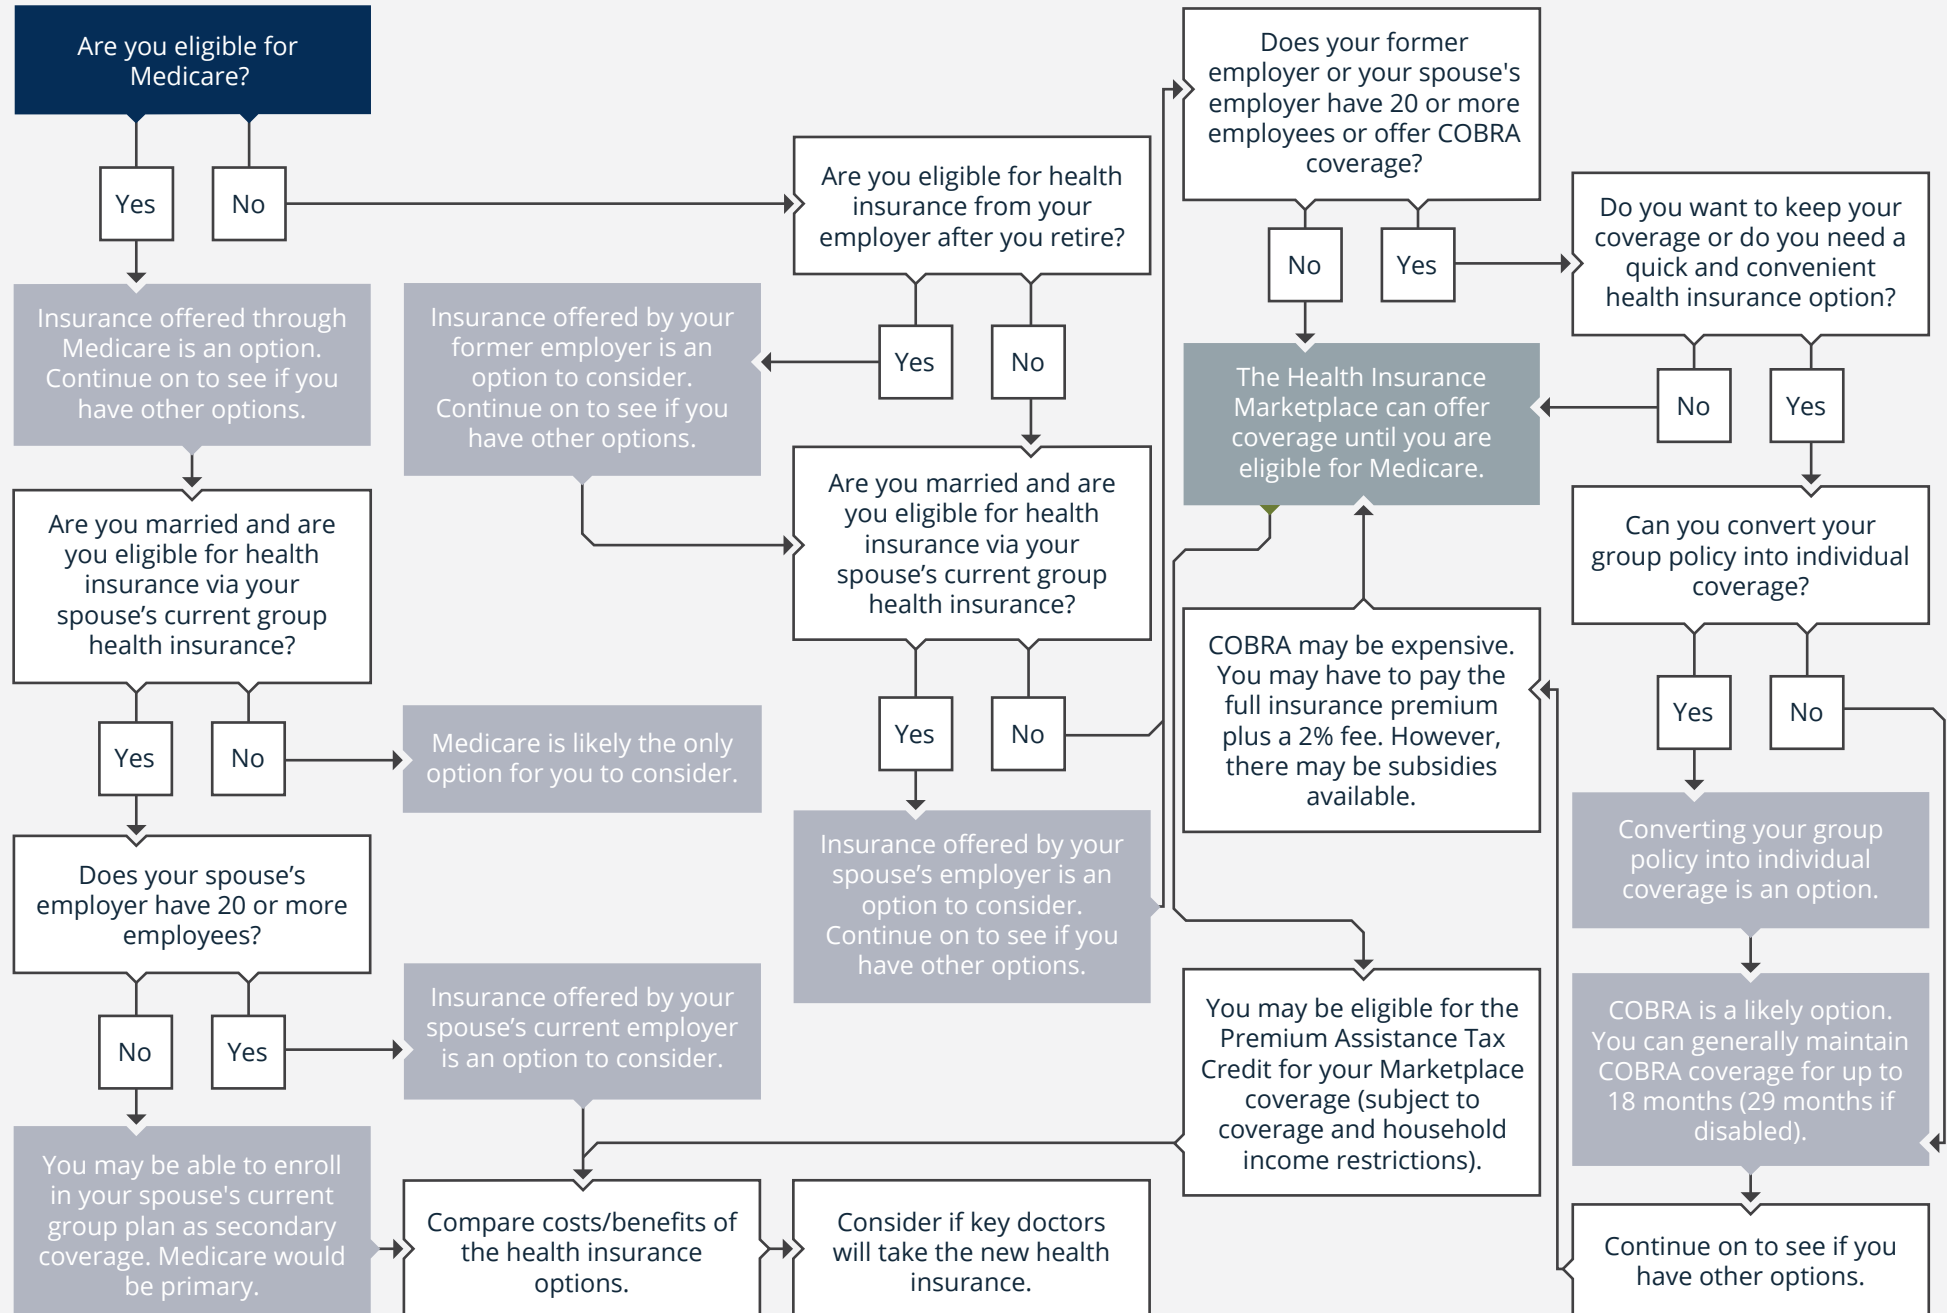 Are you eligible for
Medicare?
Yes
No
Insurance offered through
Medicare is an option.
Continue on to see if you
have other options.
Are you married and are
you eligible for health
insurance via your
spouse’s current group
health insurance?
Yes
No
Medicare is likely the only
option for you to consider.
Does your spouse’s
employer have 20 or more
employees?
No
Yes
Insurance offered by your
spouse’s current employer
is an option to consider.
You may be able to enroll
in your spouse's current
group plan as secondary
coverage. Medicare would
be primary.
Compare costs/benefits of
the health insurance
options.
Consider if key doctors
will take the new health
insurance.
Are you eligible for health
insurance from your
employer after you retire?
Yes
No
Insurance offered by your
former employer is an
option to consider.
Continue on to see if you
have other options.
Are you married and are
you eligible for health
insurance via your
spouse’s current group
health insurance?
Yes
No
Insurance offered by your
spouse’s employer is an
option to consider.
Continue on to see if you
have other options.
Does your former
employer or your spouse's
employer have 20 or more
employees or offer COBRA
coverage?
No
Yes
The Health Insurance
Marketplace can offer
coverage until you are
eligible for Medicare.
COBRA may be expensive.
You may have to pay the
full insurance premium
plus a 2% fee. However,
there may be subsidies
available.
You may be eligible for the
Premium Assistance Tax
Credit for your Marketplace
coverage (subject to
coverage and household
income restrictions).
Do you want to keep your
coverage or do you need a
quick and convenient
health insurance option?
No
Yes
Can you convert your
group policy into individual
coverage?
Yes
No
Converting your group
policy into individual
coverage is an option.
COBRA is a likely option.
You can generally maintain
COBRA coverage for up to
18 months (29 months if
disabled).
Continue on to see if you
have other options.